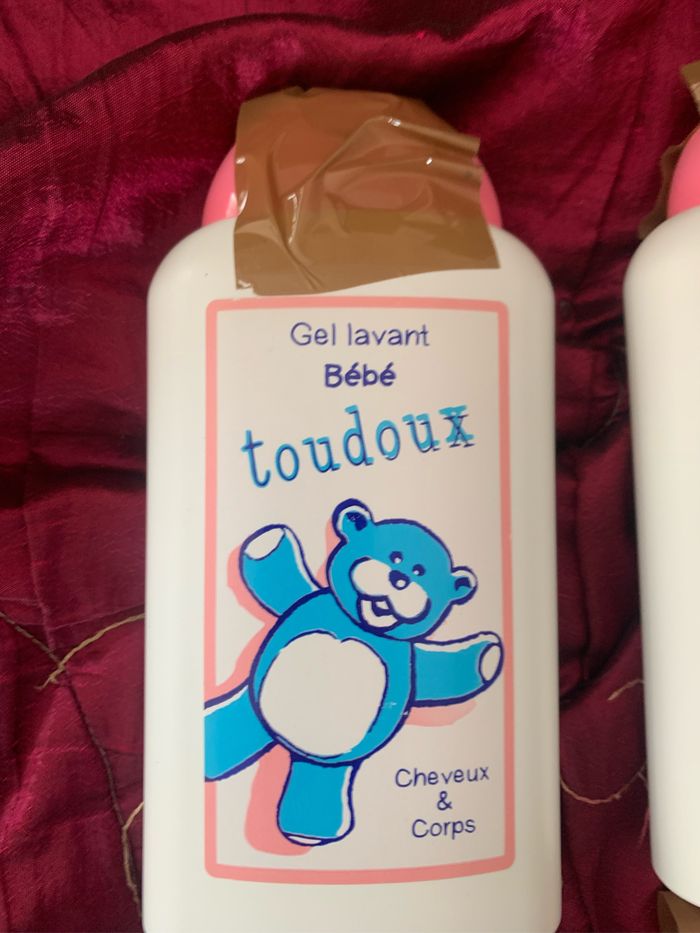 Gel lavant
Bébé
toudoux
Cheveux
&
Corps